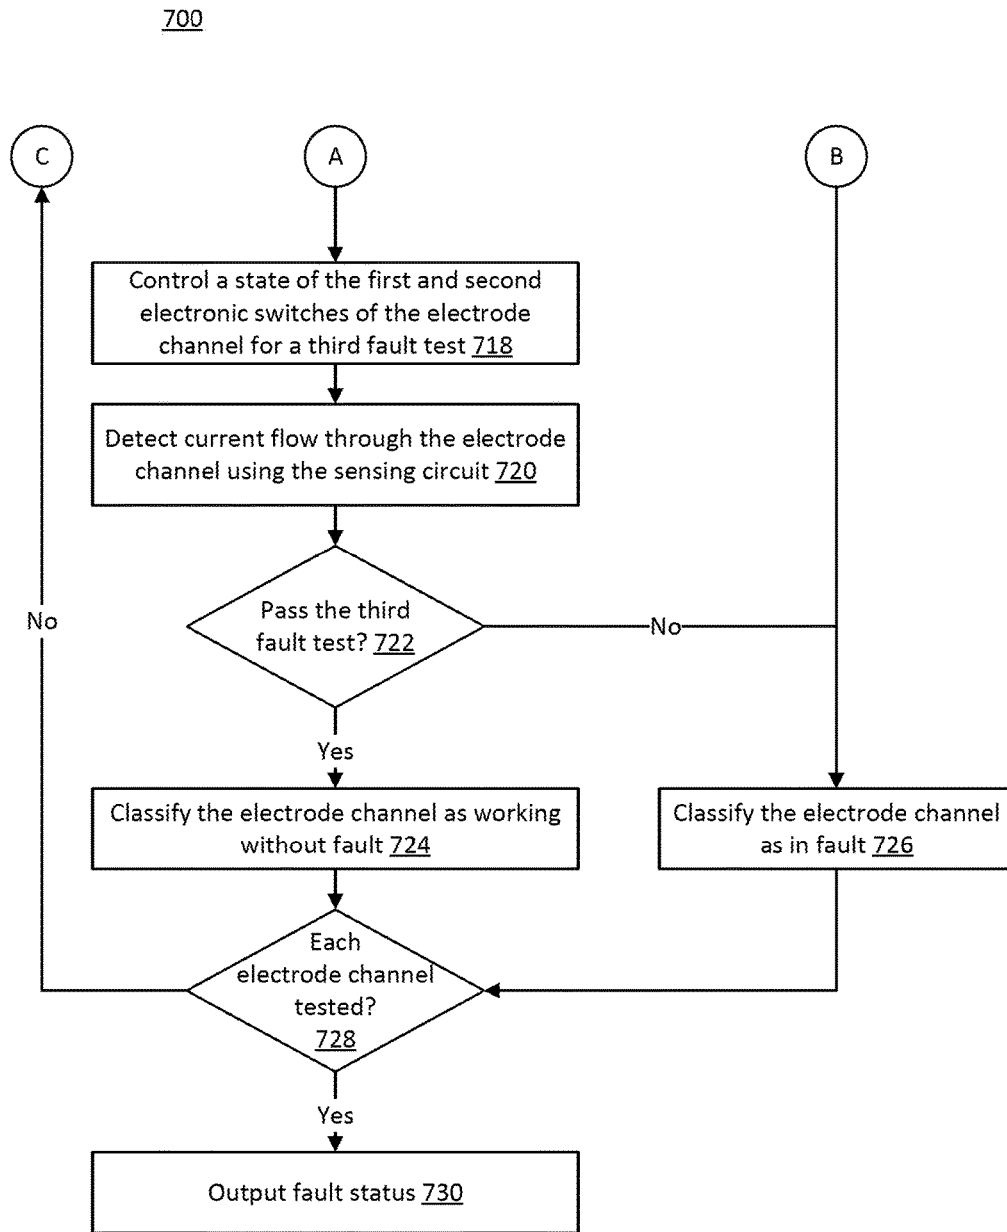 700
C
A
B
Control a state of the first and second
electronic switches of the electrode
channel for a third fault test 718
Detect current flow through the electrode
channel using the sensing circuit 720
No
Pass the third
fault test? 722
No
Yes
Classify the electrode channel as working
without fault 724
Classify the electrode channel
as in fault 726
Each
electrode channel
tested?
728
Yes
Output fault status 730